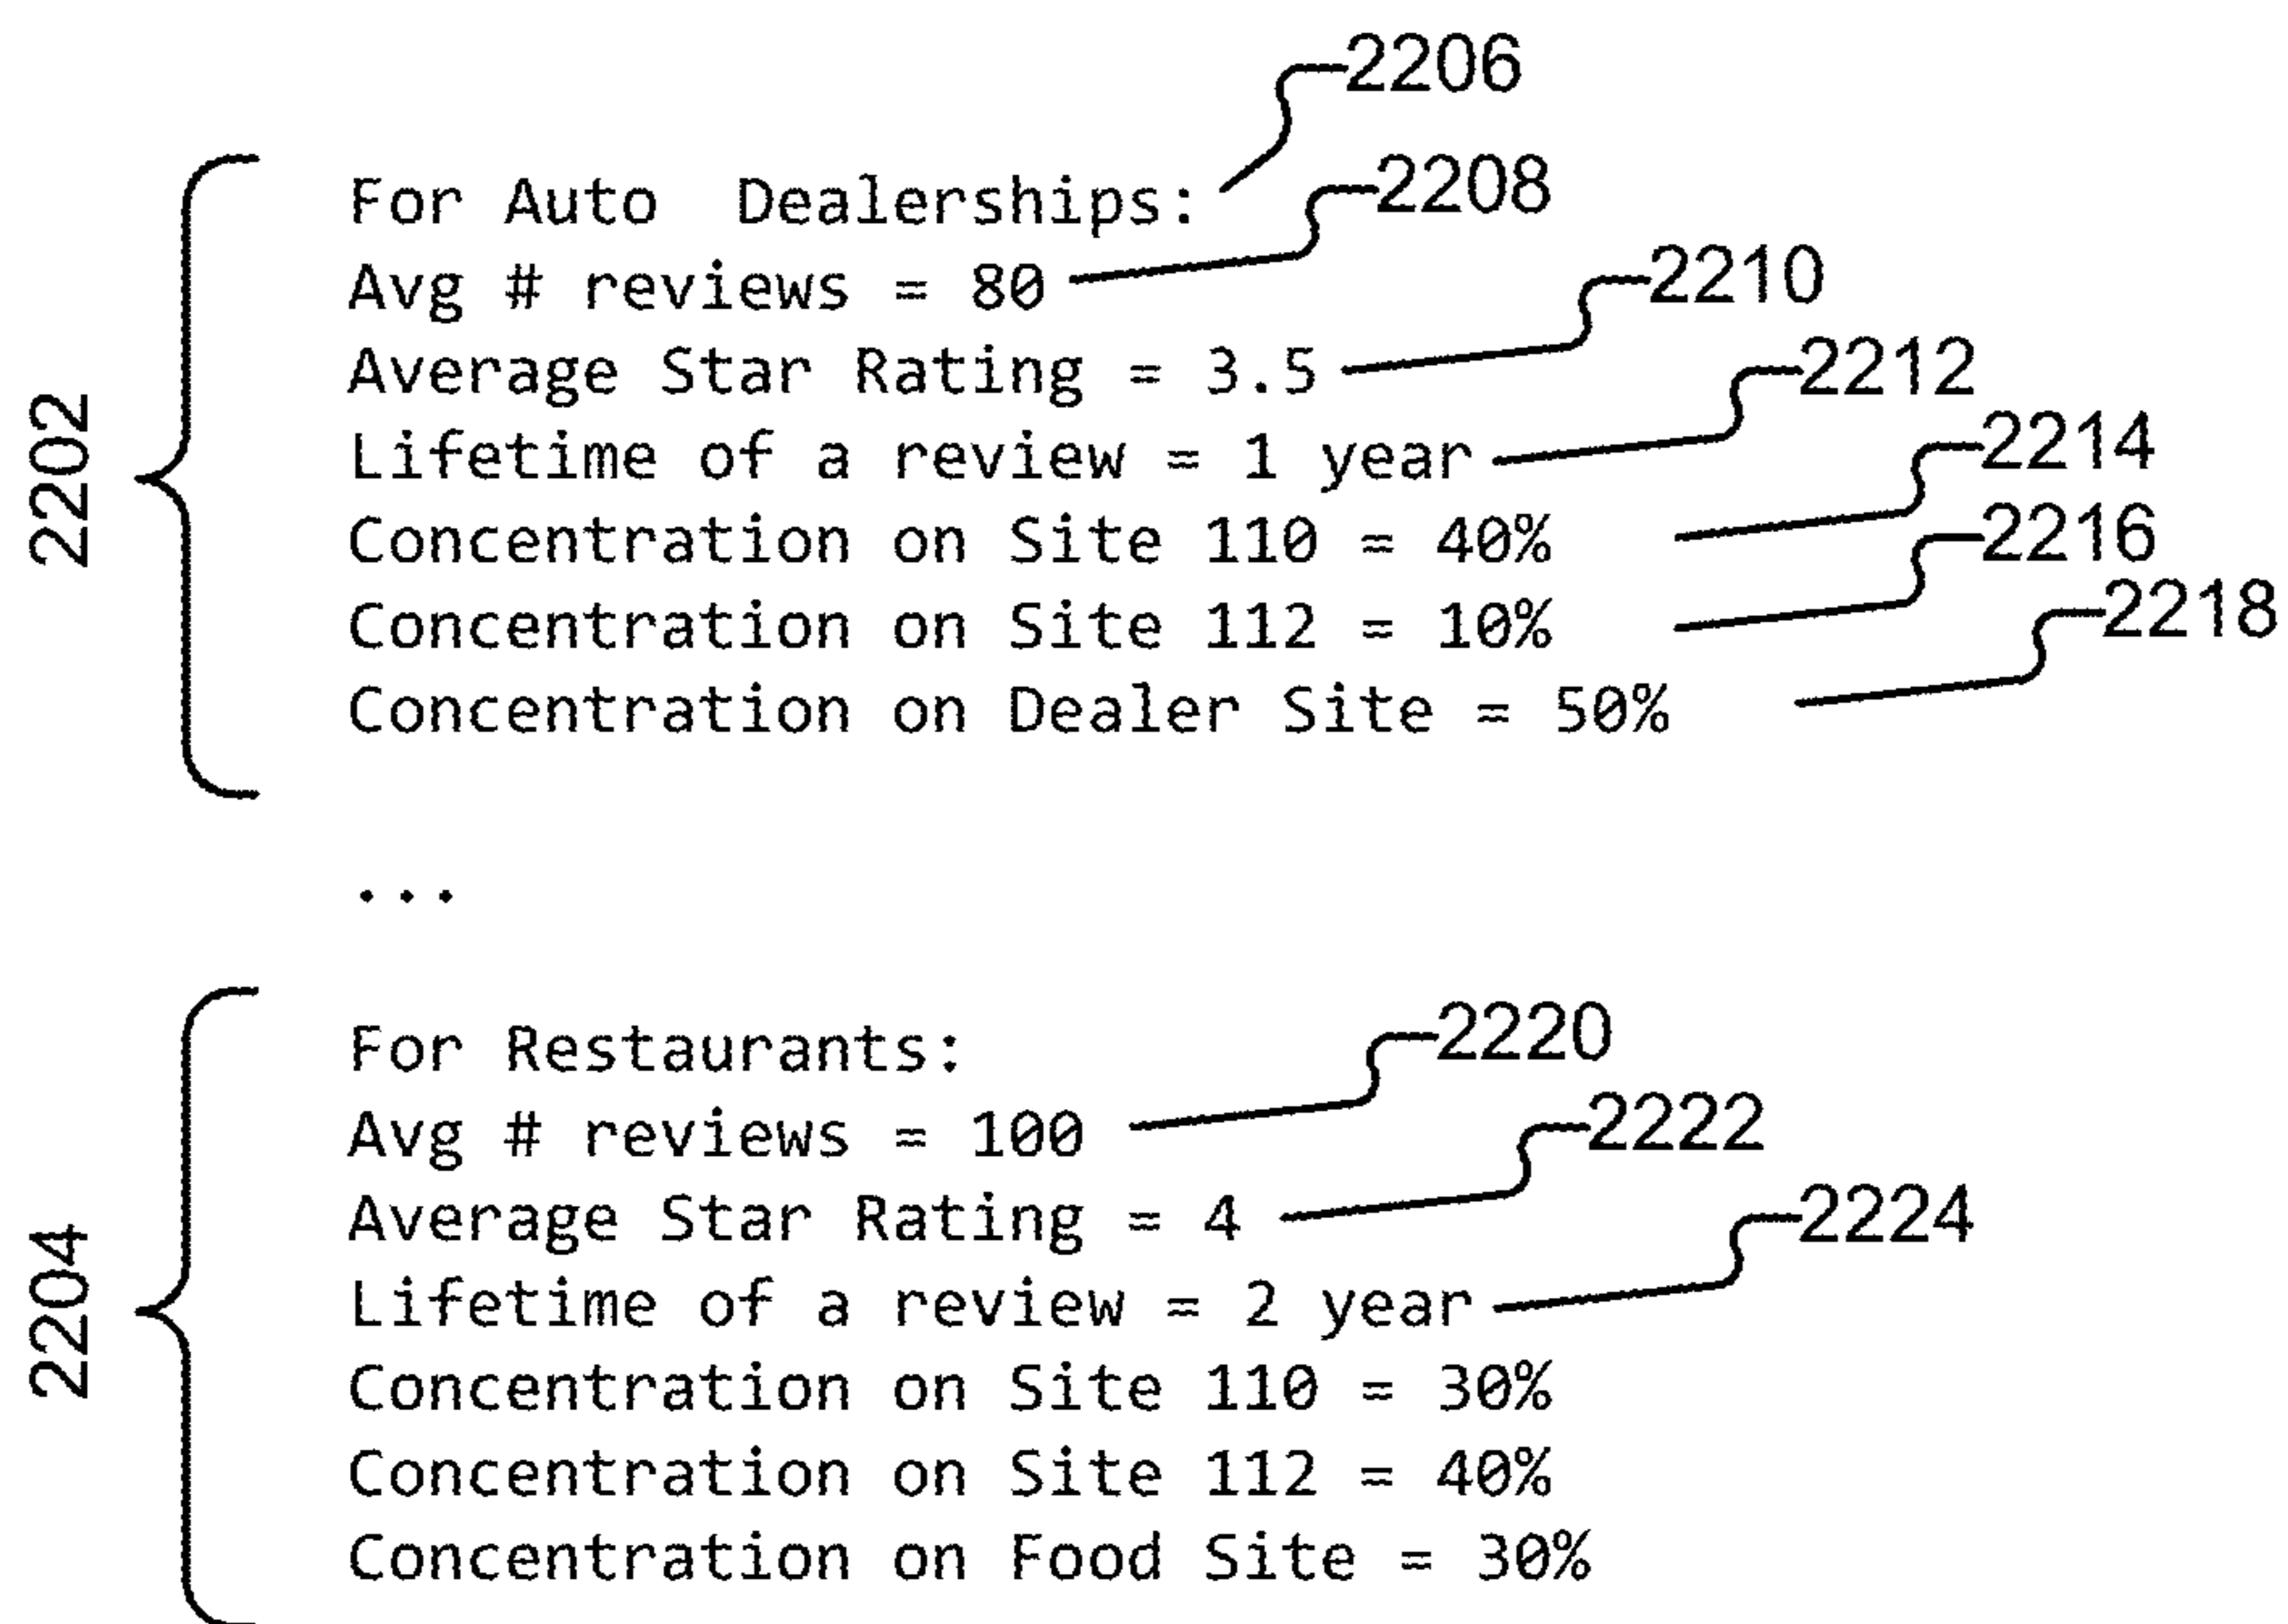 2206
For Auto Dealerships:
2208
Avg # reviews = 80
2210
Average Star Rating = 3.5
2212
Lifetime of a review = 1 year
2214
Concentration on Site 110 = 40%
2216
Concentration on Site 112 = 10%
2218
Concentration on Dealer Site = 50%
2202
...
For Restaurants:
2220
Avg # reviews = 100
2222
Average Star Rating = 4
2224
Lifetime of a review = 2 year
Concentration on Site 110 = 30%
Concentration on Site 112 = 40%
Concentration on Food Site = 30%
2204